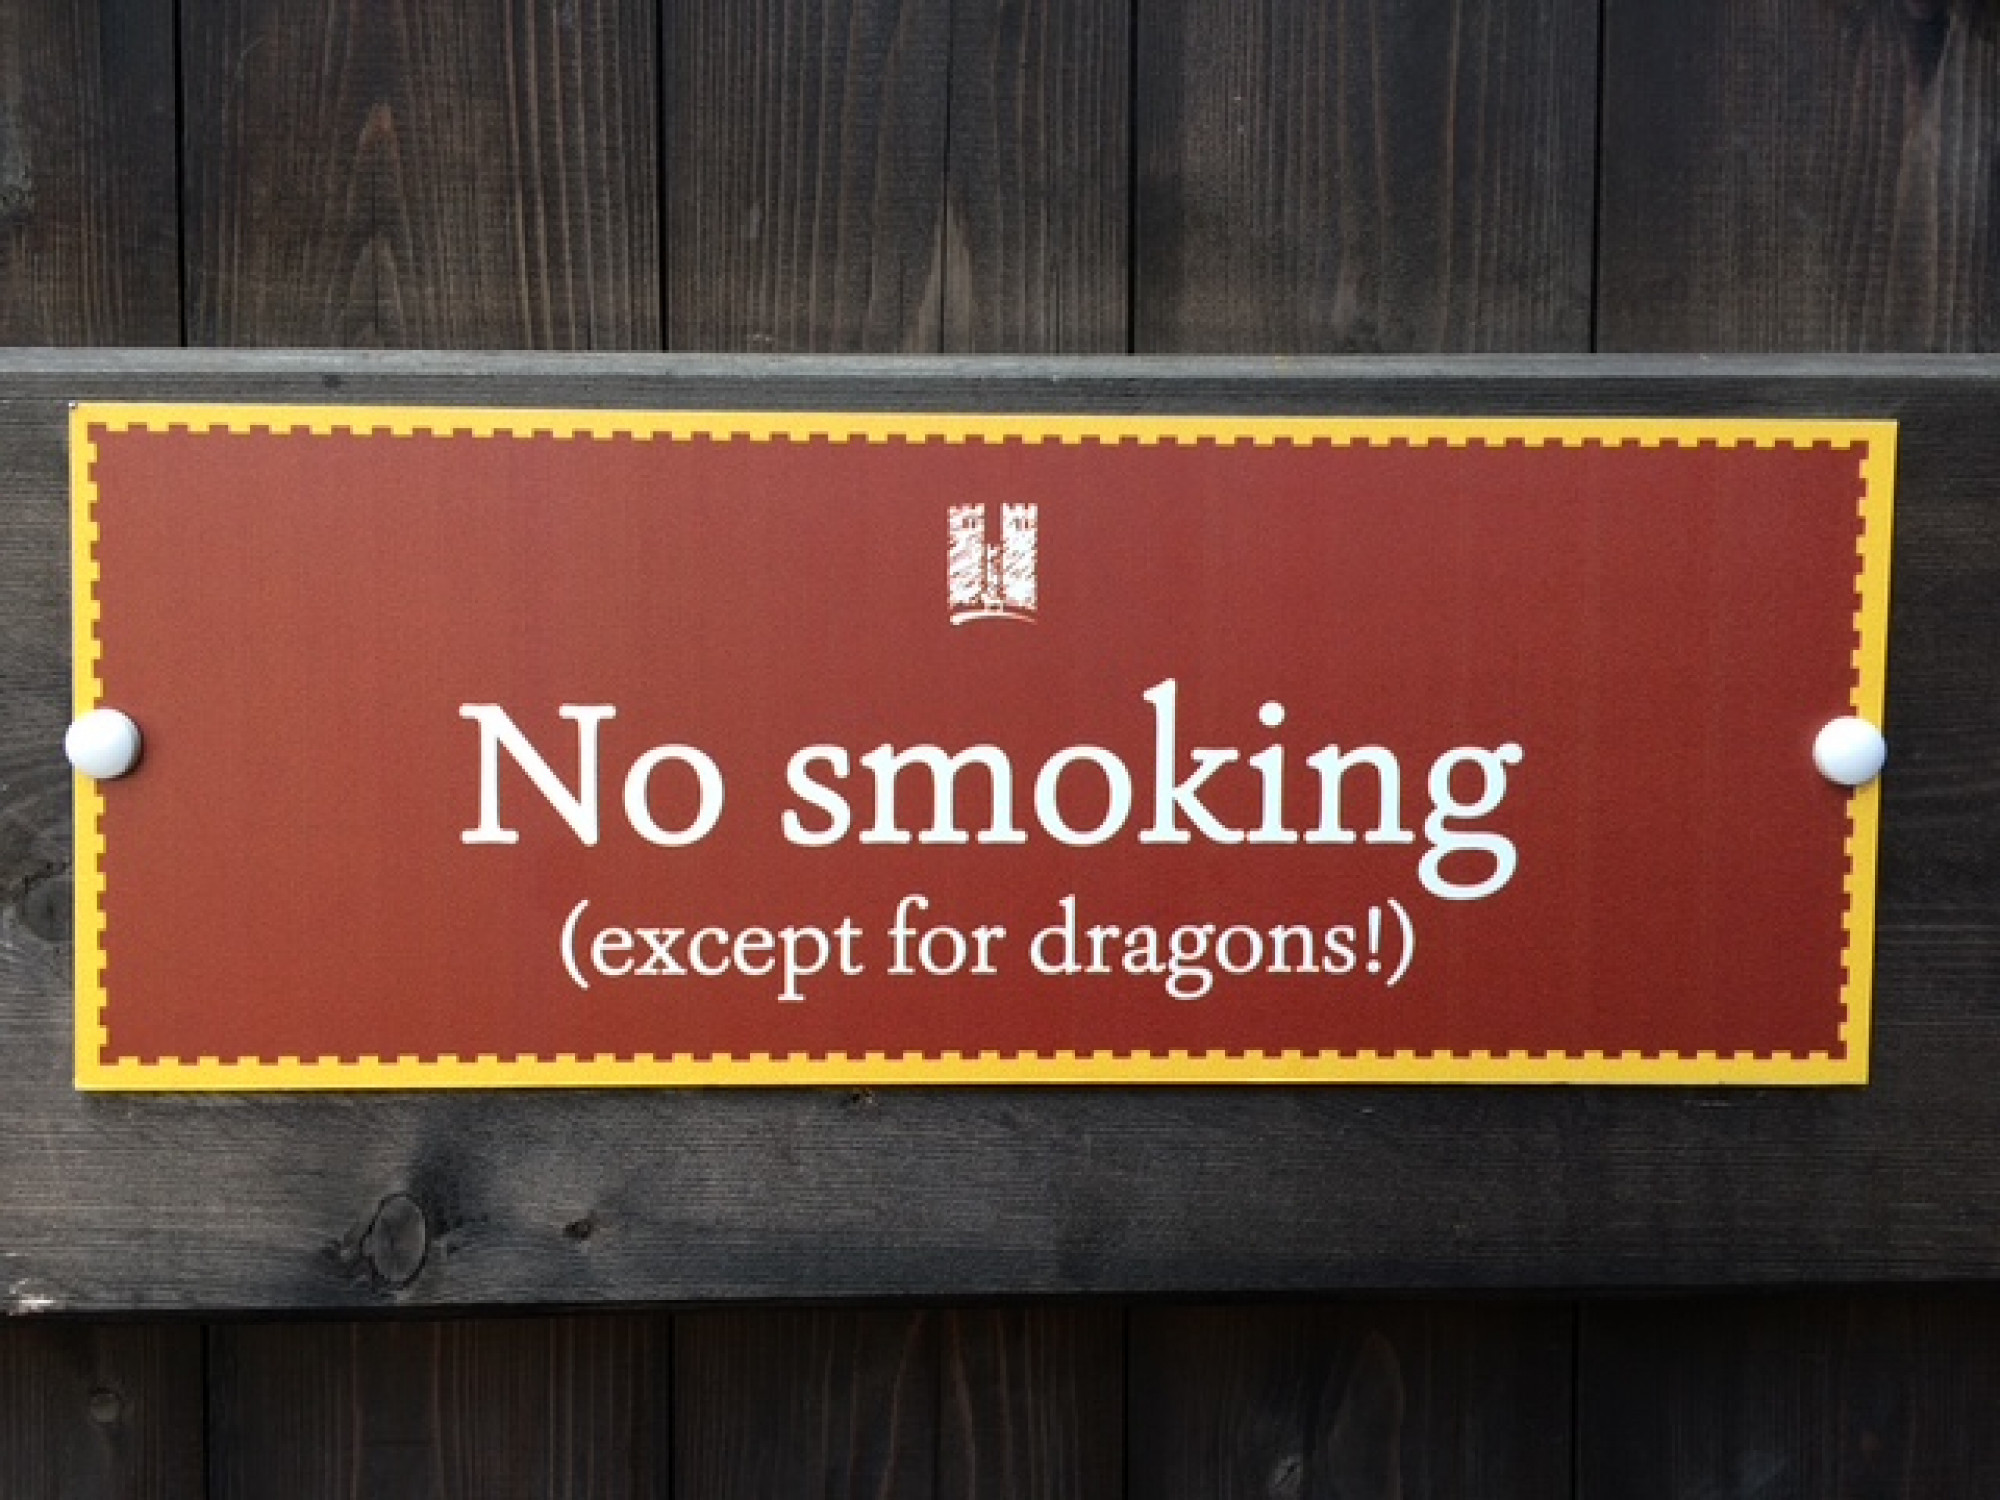 No smoking
(except for dragons!)